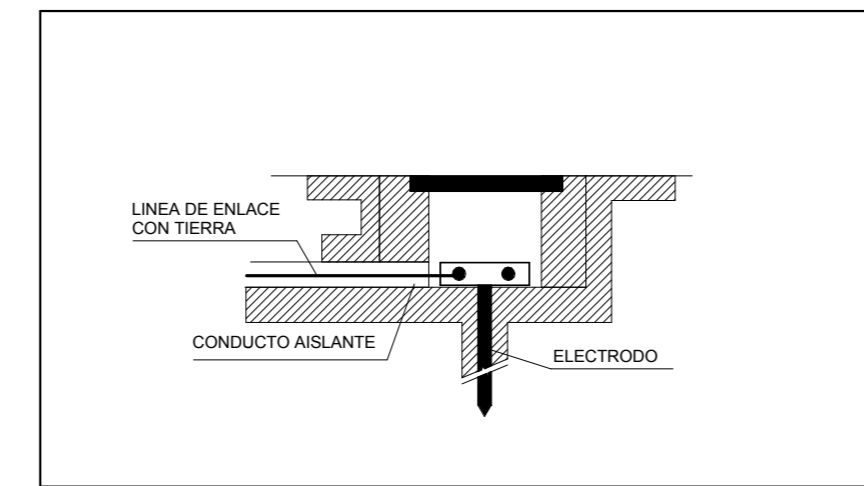 LINEA DE ENLACE
CON TIERRA
CONDUCTO AISLANTE
ELECTRODO